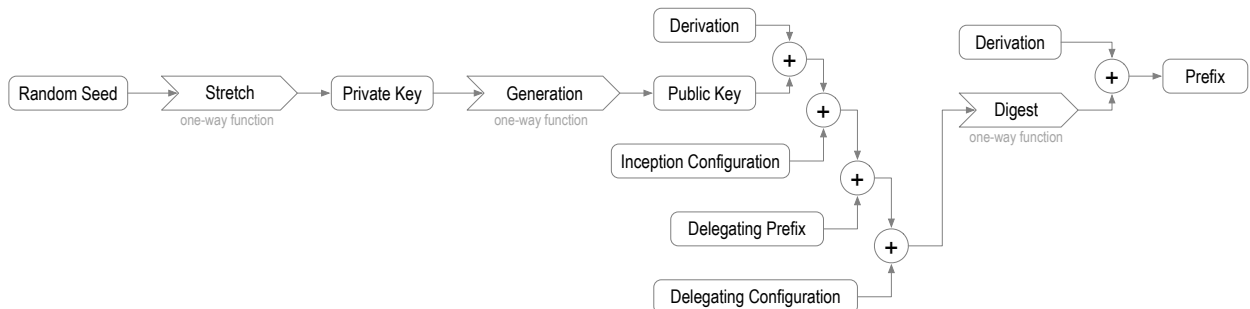 Derivation
Derivation
+
+
Random Seed
Stretch
Private Key
Generation
Public Key
Prefix
one-way function
one-way function
+
Digest
one-way function
Inception Configuration
+
Delegating Prefix
+
Delegating Configuration